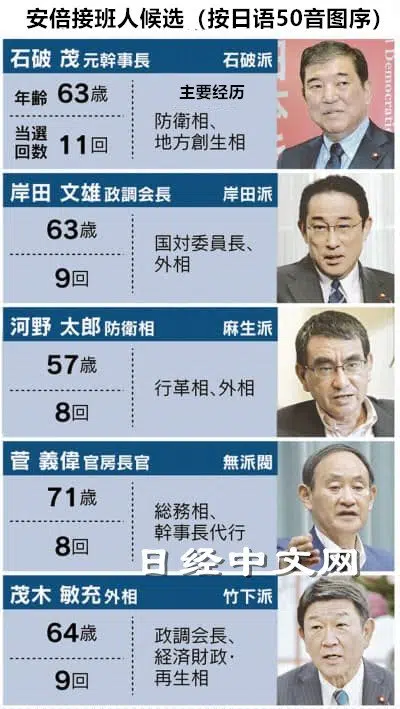 安倍接班人候选（按日语50音图序）
石破 茂 元幹事長 石破派
年齢 63歳 主要经历
当選回数 11回
防衛相、
地方創生相
岸田 文雄 政調会長 岸田派
63歳
9回
国対委員長、
外相
河野 太郎 防衛相 麻生派
57歳
8回
行革相、外相
菅 義偉 官房長官 無派閥
71歳
8回
総務相、
幹事長代行
日经中文网
茂木 敏充 外相 竹下派
64歳
9回
政調会長、
経済財政・
再生相